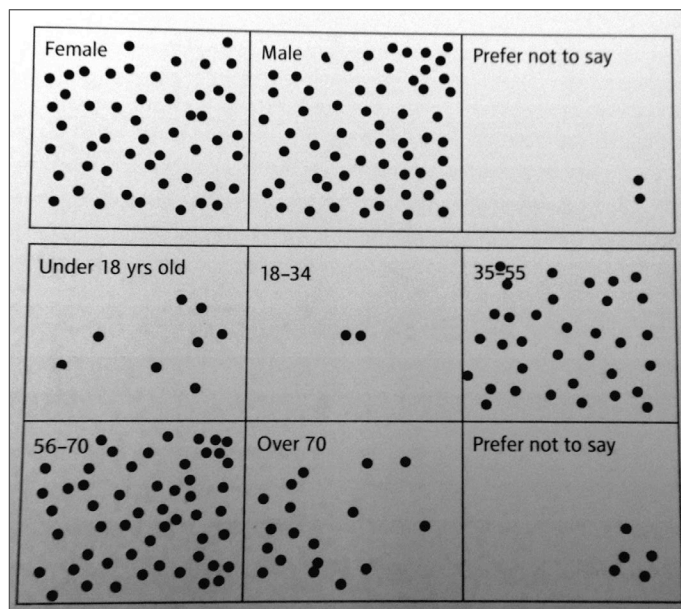 Female
Male
Prefer not to say
Under 18 yrs old
18–34
35–55
56–70
Over 70
Prefer not to say